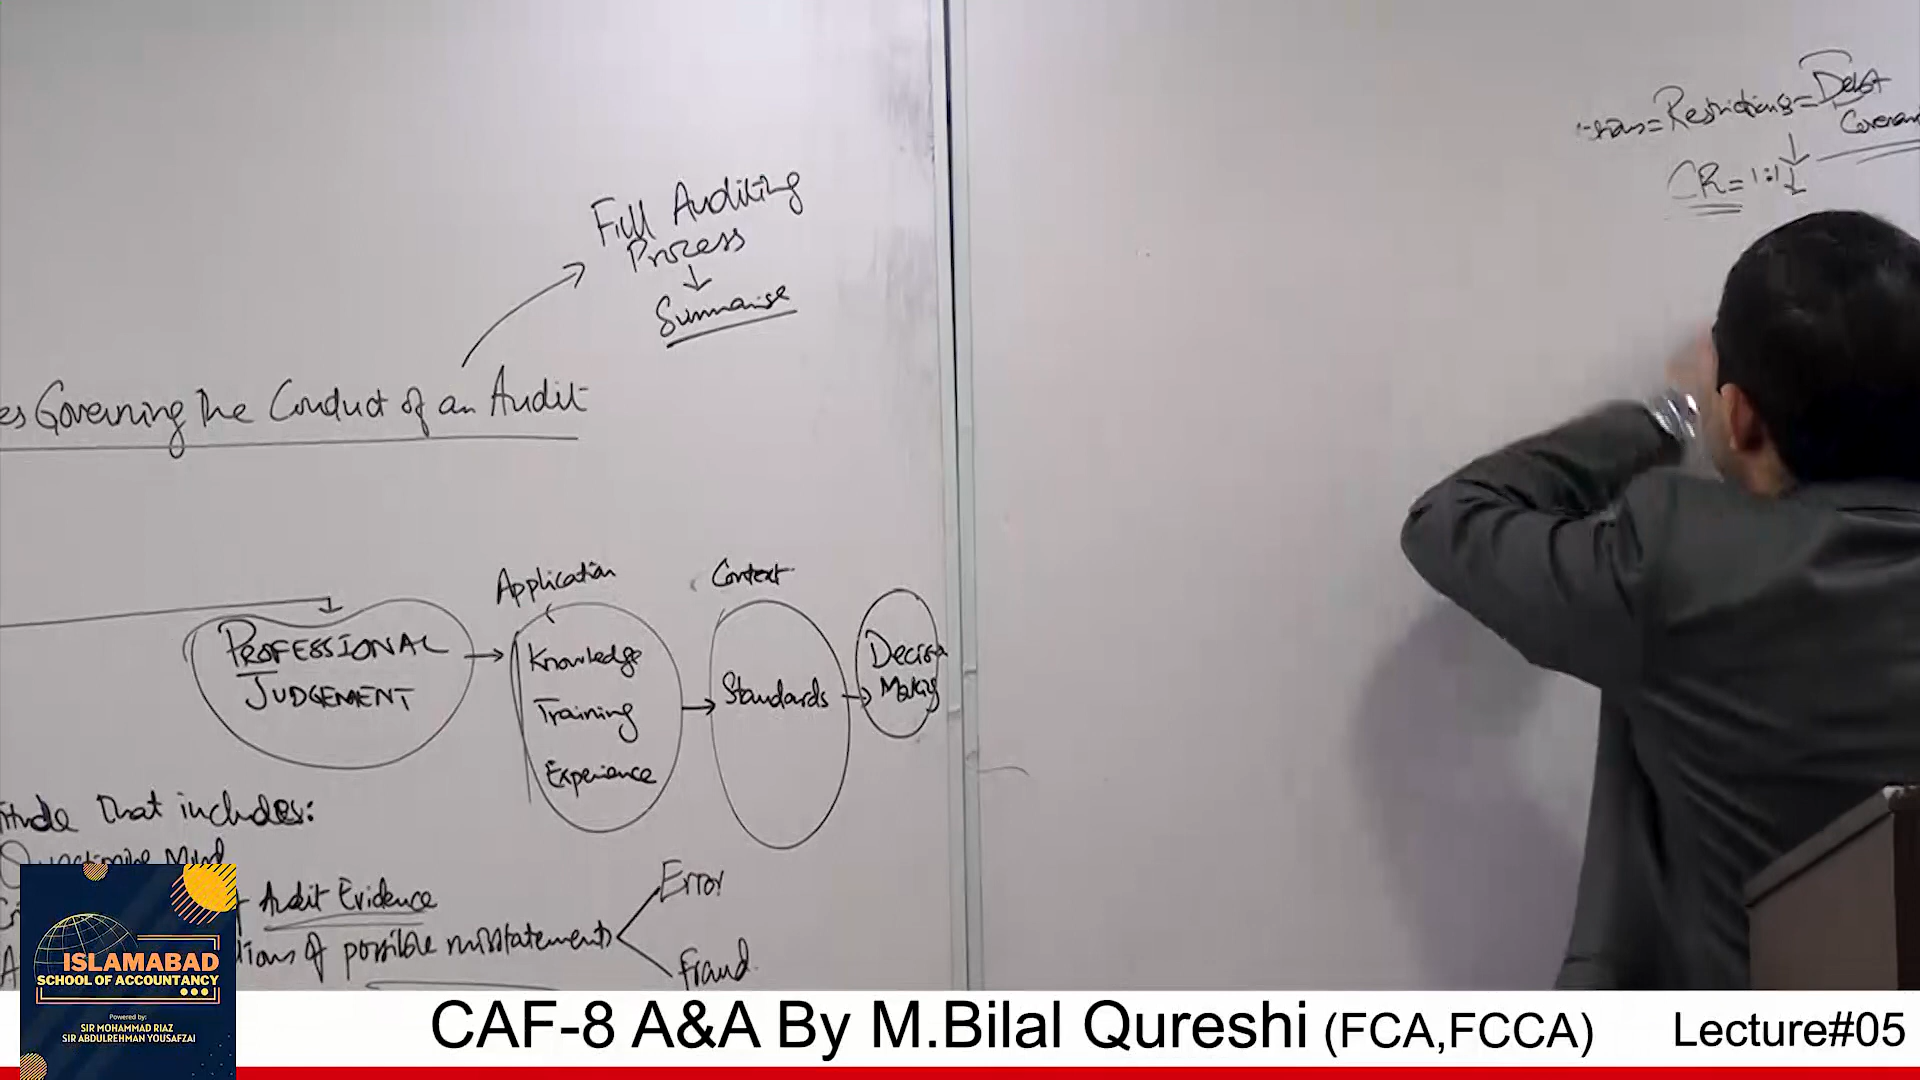 Full Auditing
Process
Summarise
es Governing The Conduct of an Audit
Restrictions = Debt
CR = 1:1
Application
Context
PROFESSIONAL
JUDGEMENT
Knowledge
Training
Experience
Standards
Decision
Making
itude that includes:
Mind
Audit Evidence
tions of possible misstatements
Error
Fraud
ISLAMABAD
SCHOOL OF ACCOUNTANCY
Powered by:
SIR MOHAMMAD RIAZ
SIR ABDULREHMAN YOUSAFZAI
CAF-8 A&A By M.Bilal Qureshi (FCA,FCCA)
Lecture#05